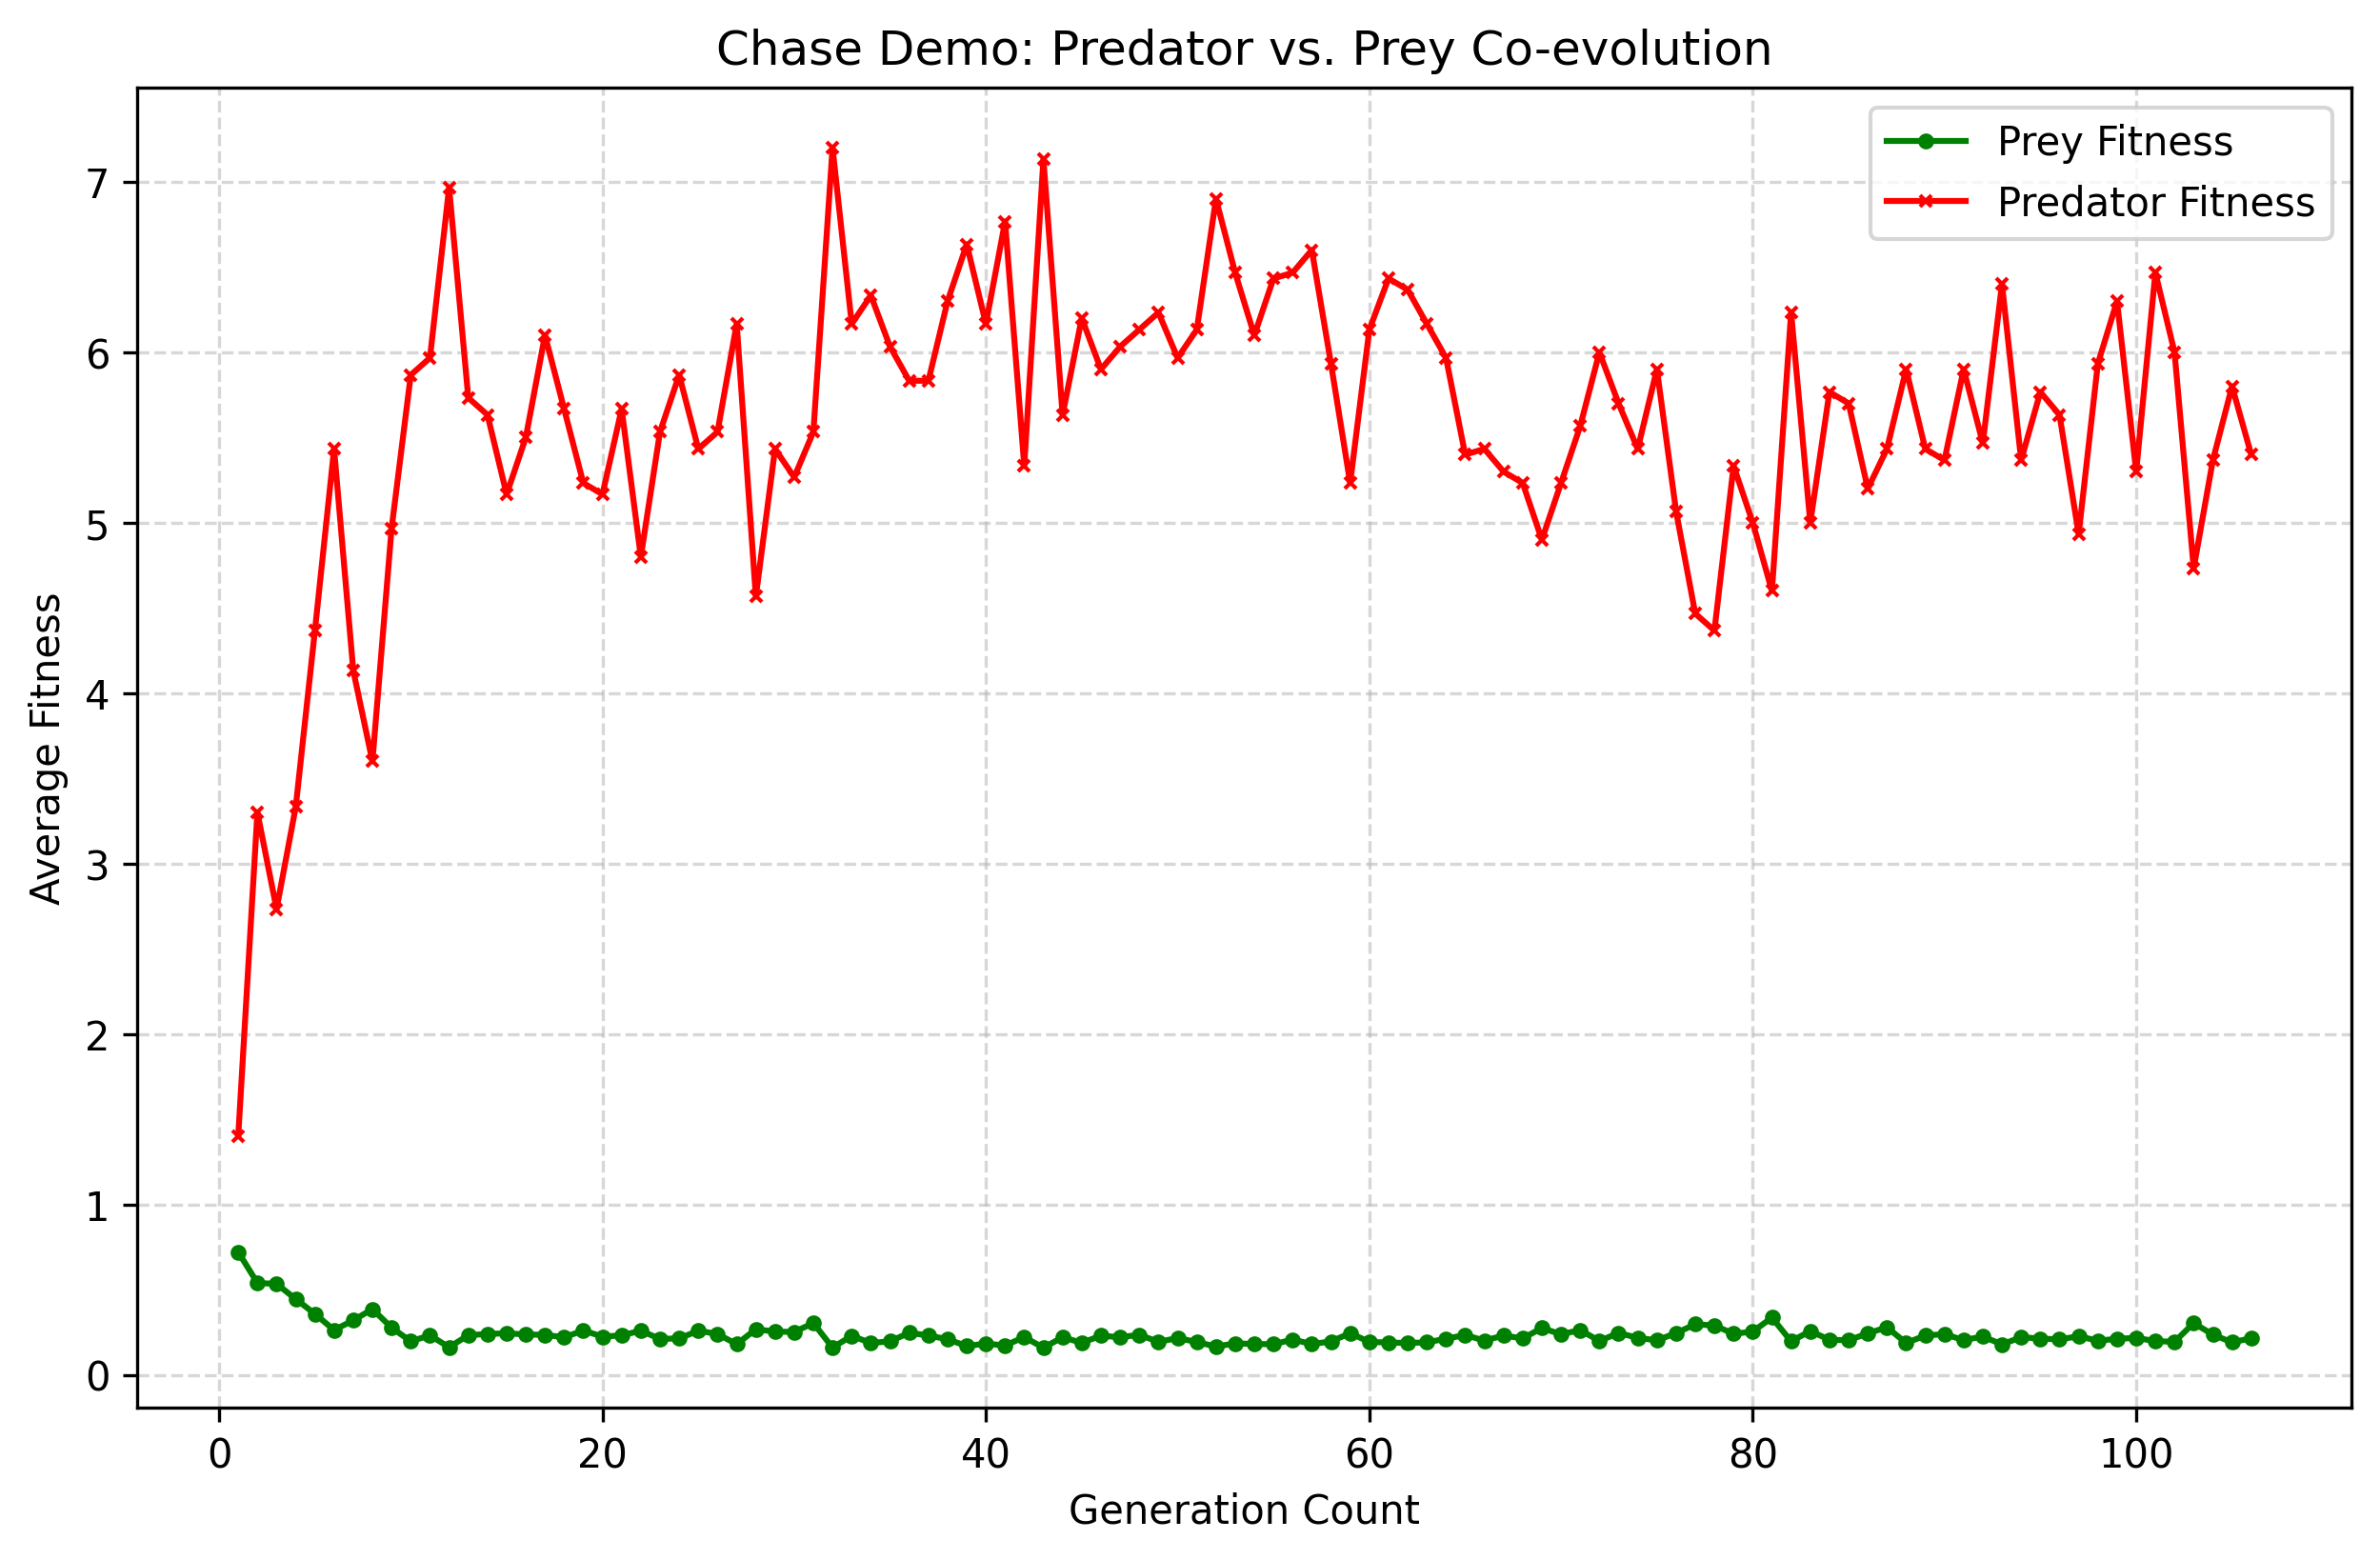 Chase Demo: Predator vs. Prey Co-evolution
Prey Fitness
Predator Fitness
Average Fitness
7
6
5
4
3
2
1
0
0 20 40 60 80 100
Generation Count